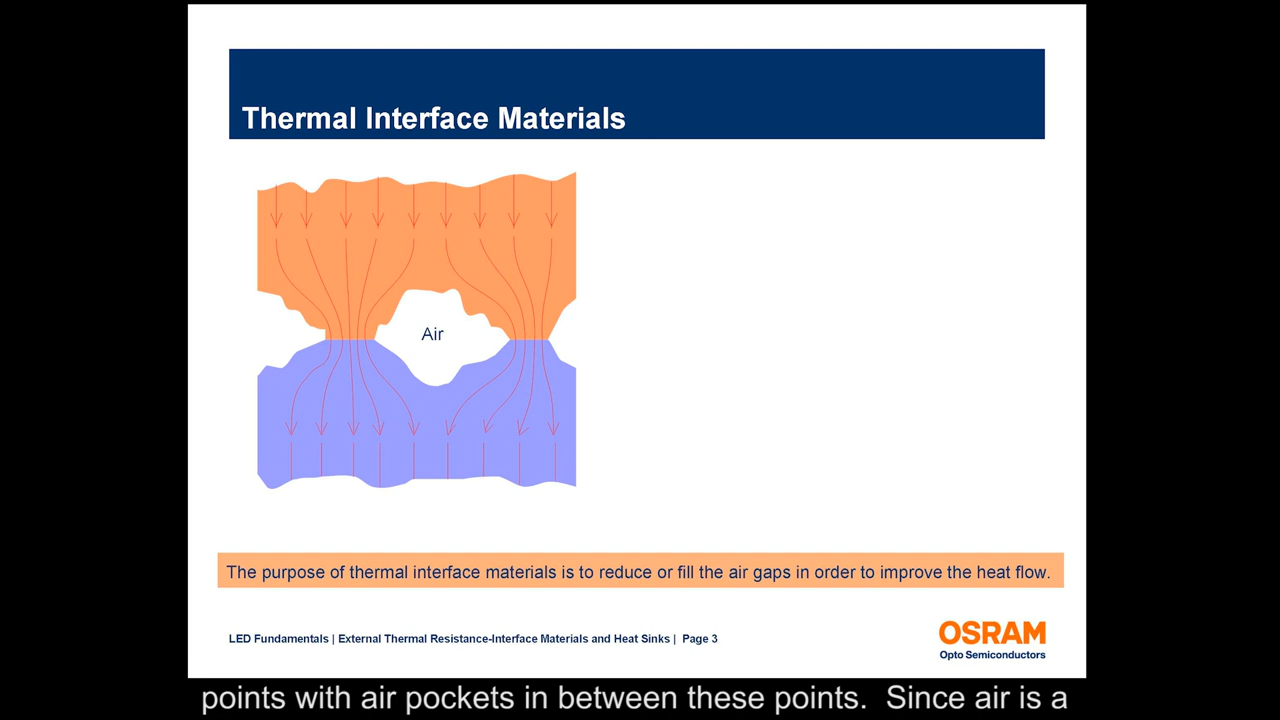 Thermal Interface Materials
Air
The purpose of thermal interface materials is to reduce or fill the air gaps in order to improve the heat flow.
LED Fundamentals | External Thermal Resistance-Interface Materials and Heat Sinks | Page 3
OSRAM
Opto Semiconductors
points with air pockets in between these points.  Since air is a